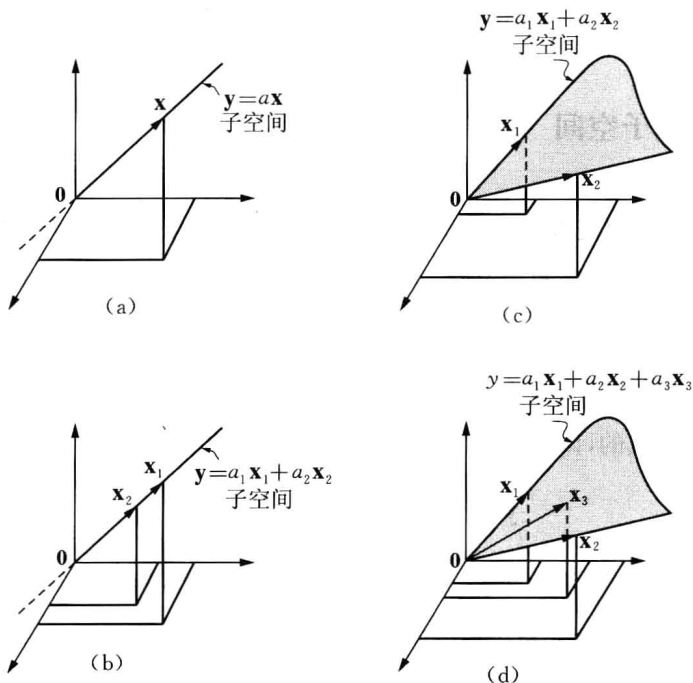 y=ax
子空间
x
0
(a)
y=a₁x₁+a₂x₂
子空间
x₁
x₂
0
(c)
y=a₁x₁+a₂x₂
子空间
x₁
x₂
0
(b)
y=a₁x₁+a₂x₂+a₃x₃
子空间
x₁
x₃
x₂
0
(d)